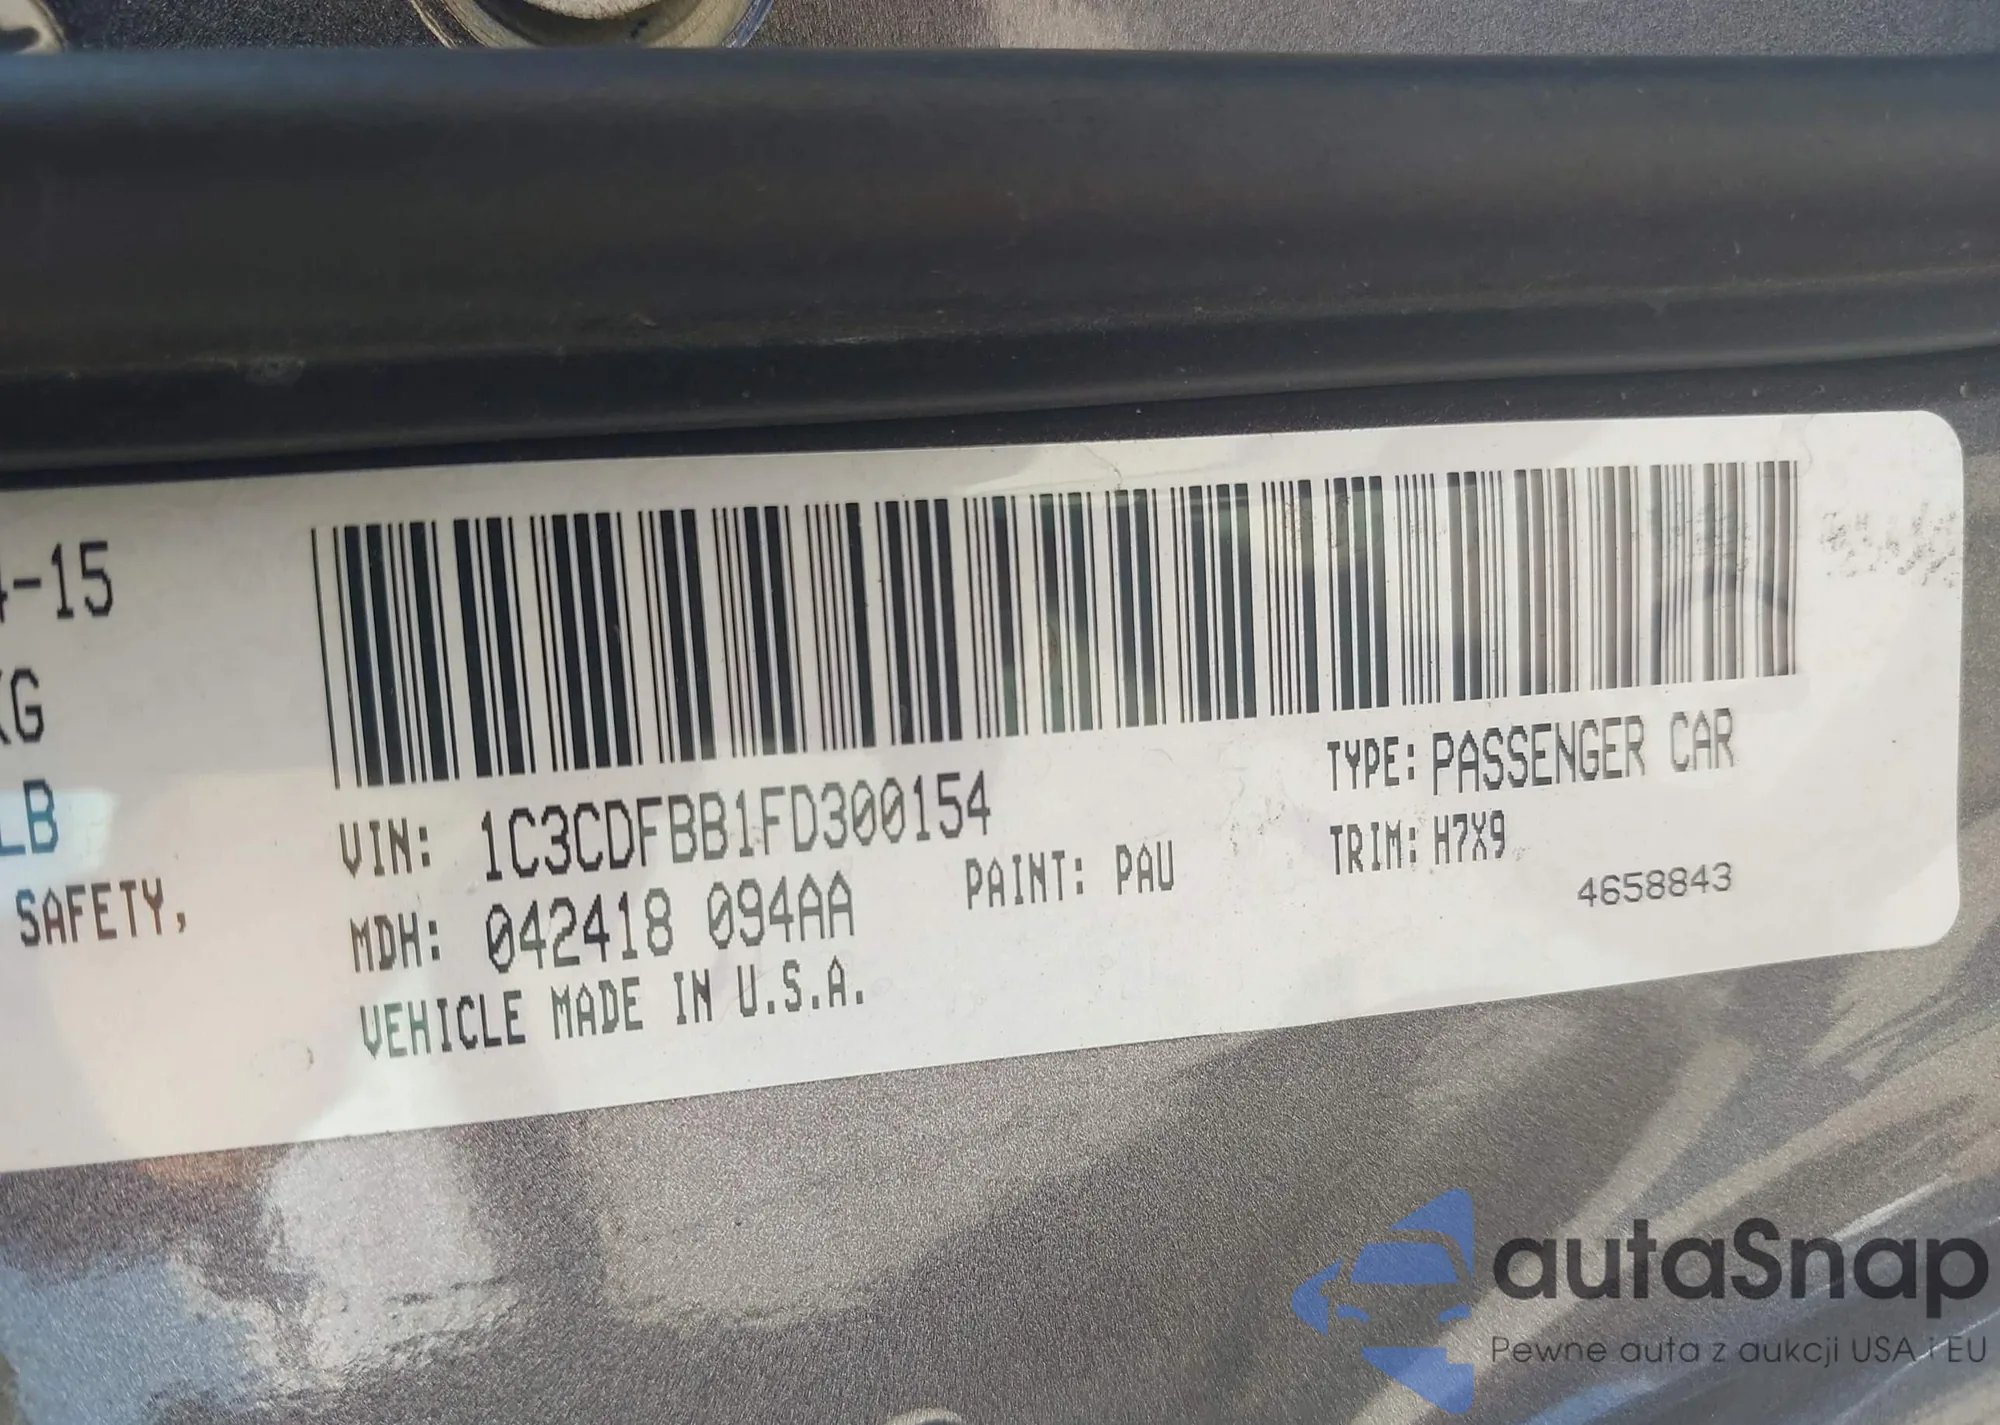 4-15
KG
LB
SAFETY,
VIN: 1C3CDFBB1FD300154
TYPE: PASSENGER CAR
MDH: 042418 094AA
PAINT: PAU
TRIM: H7X9
4658843
VEHICLE MADE IN U.S.A.
autaSnap
Pewne auta z aukcji USA i EU